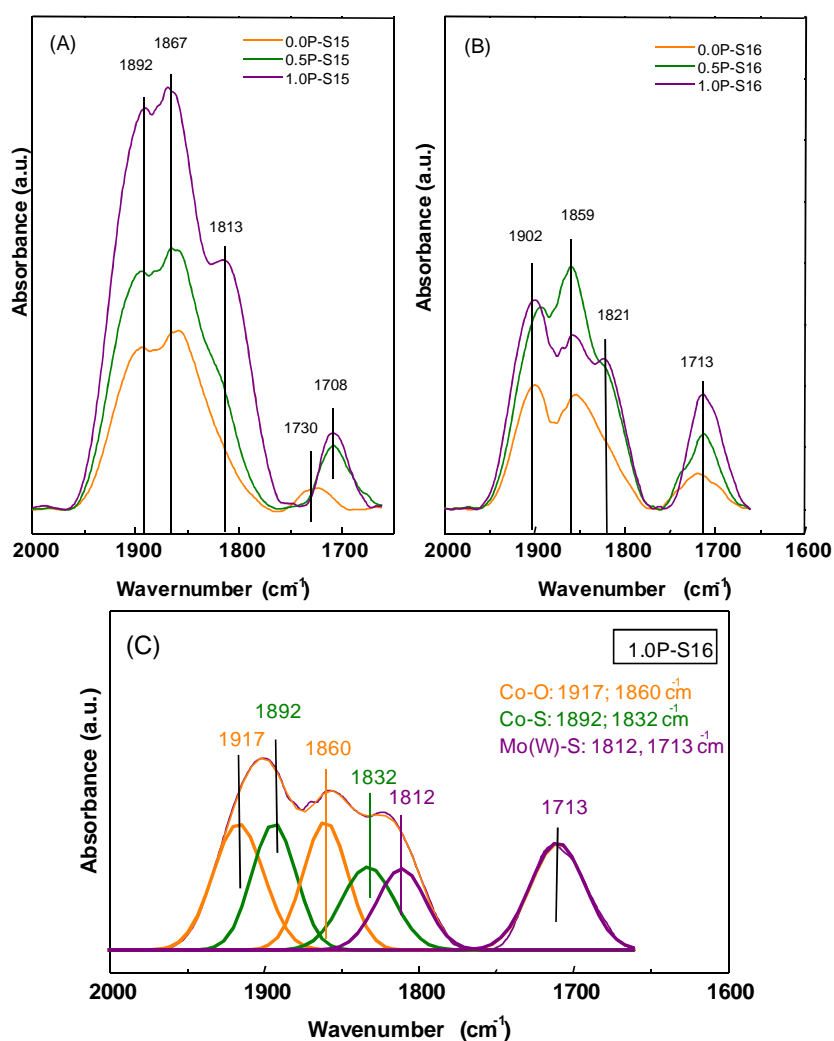 (A)
1867
1892
0.0P-S15
0.5P-S15
1.0P-S15
1813
1708
1730
Absorbance (a.u.)
2000 1900 1800 1700
Wavernumber (cm-1)
(B)
0.0P-S16
0.5P-S16
1.0P-S16
1859
1902
1821
1713
Absorbance (a.u.)
2000 1900 1800 1700 1600
Wavenumber (cm-1)
(C)
1.0P-S16
Co-O: 1917; 1860 cm-1
Co-S: 1892; 1832 cm-1
Mo(W)-S: 1812, 1713 cm-1
1892
1917
1860
1832
1812
1713
Absorbance (a.u.)
2000 1900 1800 1700 1600
Wavenumber (cm-1)